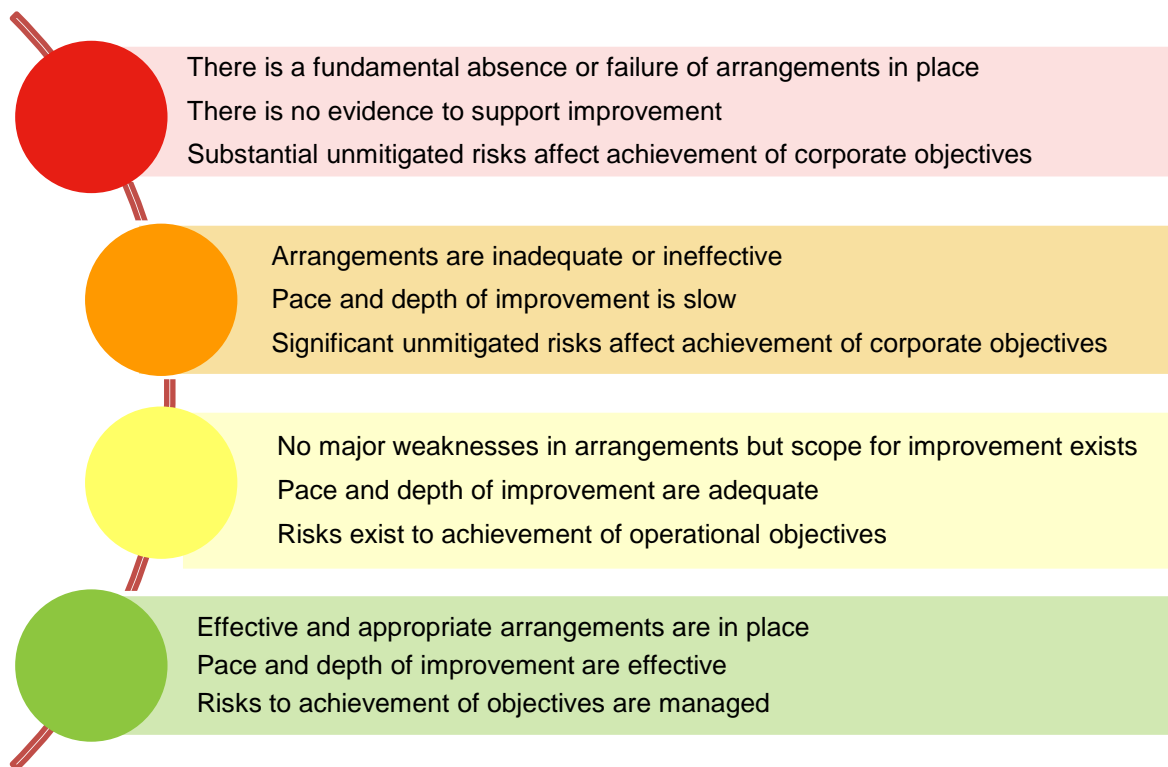 There is a fundamental absence or failure of arrangements in place
There is no evidence to support improvement
Substantial unmitigated risks affect achievement of corporate objectives
Arrangements are inadequate or ineffective
Pace and depth of improvement is slow
Significant unmitigated risks affect achievement of corporate objectives
No major weaknesses in arrangements but scope for improvement exists
Pace and depth of improvement are adequate
Risks exist to achievement of operational objectives
Effective and appropriate arrangements are in place
Pace and depth of improvement are effective
Risks to achievement of objectives are managed